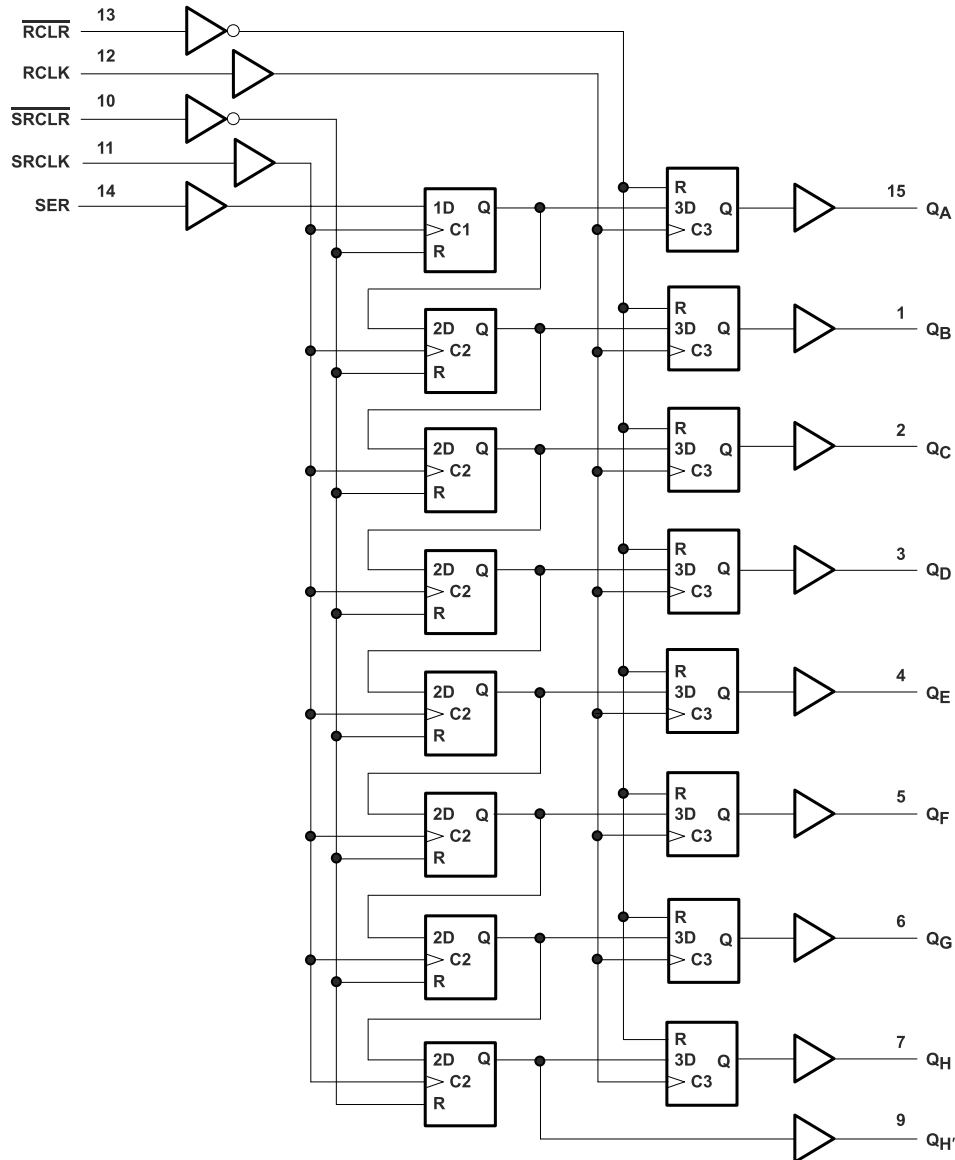 RCLR 13
RCLK 12
SRCLR 10
SRCLK 11
SER 14
1D Q
C1
R
R
3D Q
C3
15 QA
2D Q
C2
R
R
3D Q
C3
1 QB
2D Q
C2
R
R
3D Q
C3
2 QC
2D Q
C2
R
R
3D Q
C3
3 QD
2D Q
C2
R
R
3D Q
C3
4 QE
2D Q
C2
R
R
3D Q
C3
5 QF
2D Q
C2
R
R
3D Q
C3
6 QG
2D Q
C2
R
R
3D Q
C3
7 QH
9 QH′